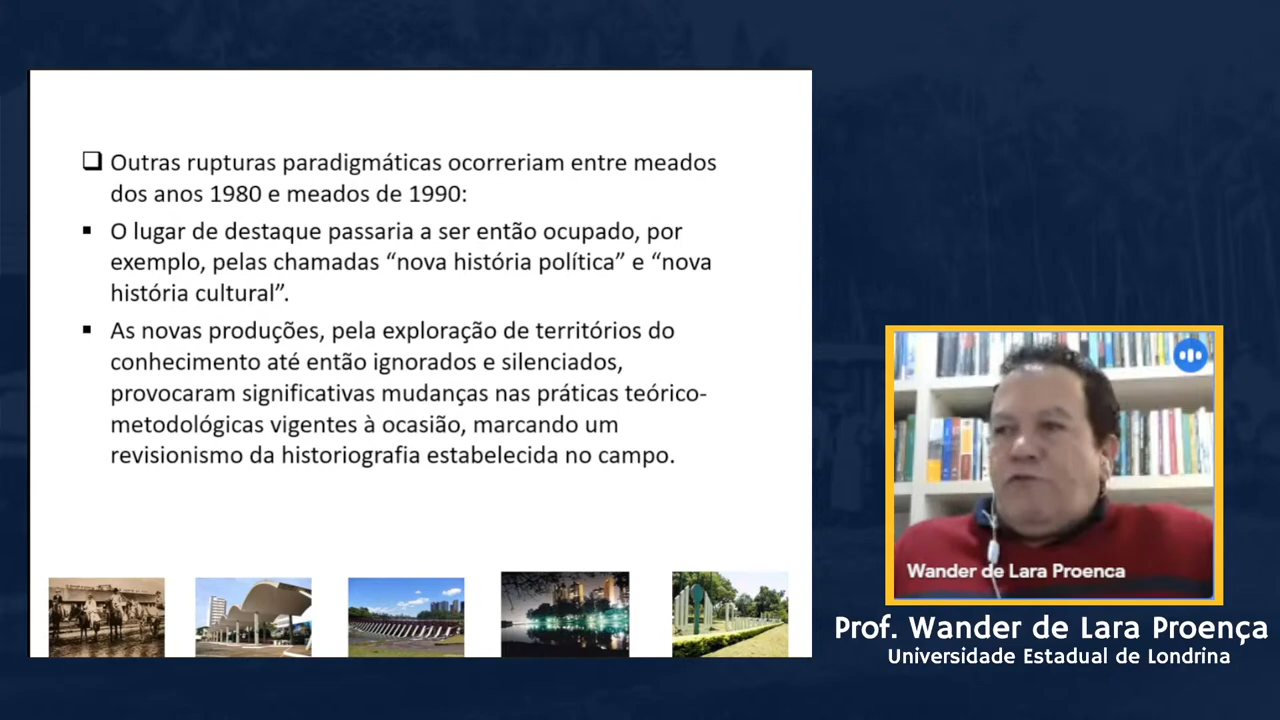 ❑ Outras rupturas paradigmáticas ocorreriam entre meados
dos anos 1980 e meados de 1990:
▪ O lugar de destaque passaria a ser então ocupado, por
exemplo, pelas chamadas “nova história política” e “nova
história cultural”.
▪ As novas produções, pela exploração de territórios do
conhecimento até então ignorados e silenciados,
provocaram significativas mudanças nas práticas teórico-
metodológicas vigentes à ocasião, marcando um
revisionismo da historiografia estabelecida no campo.
Wander de Lara Proenca
Prof. Wander de Lara Proença
Universidade Estadual de Londrina